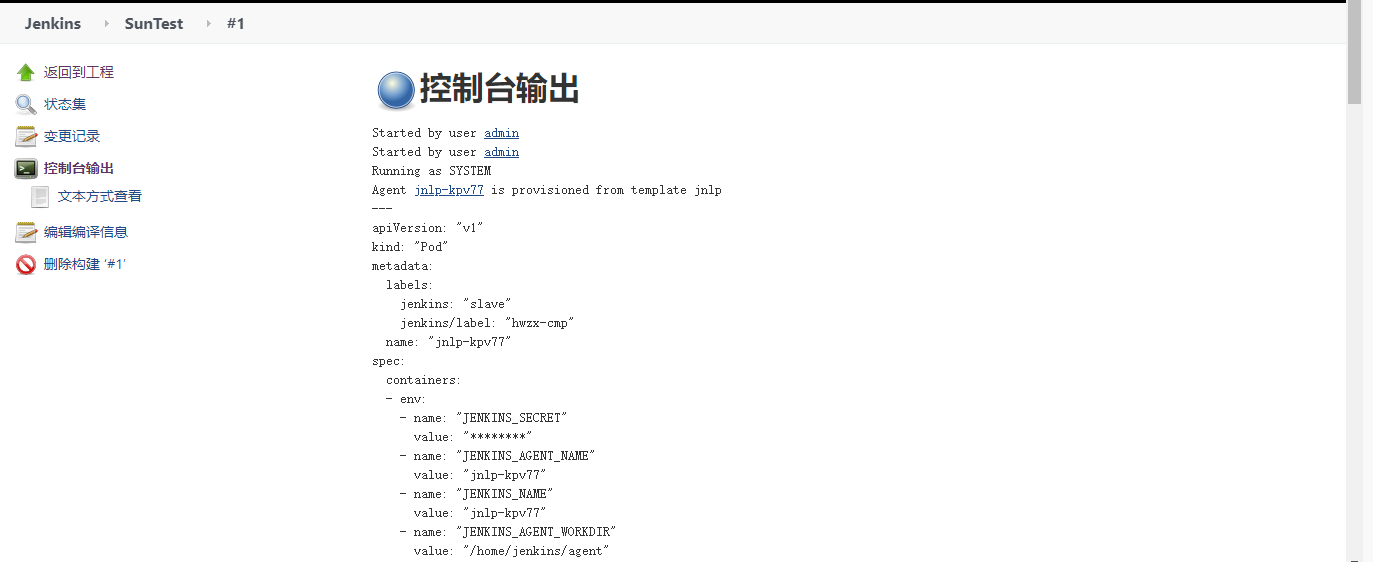 Jenkins SunTest #1
返回到工程
状态集
变更记录
控制台输出
文本方式查看
编辑编译信息
删除构建 ‘#1’
控制台输出
Started by user admin
Started by user admin
Running as SYSTEM
Agent jnlp-kpv77 is provisioned from template jnlp
---
apiVersion: "v1"
kind: "Pod"
metadata:
  labels:
    jenkins: "slave"
    jenkins/label: "hwzx-cmp"
  name: "jnlp-kpv77"
spec:
  containers:
  - env:
    - name: "JENKINS_SECRET"
      value: "********"
    - name: "JENKINS_AGENT_NAME"
      value: "jnlp-kpv77"
    - name: "JENKINS_NAME"
      value: "jnlp-kpv77"
    - name: "JENKINS_AGENT_WORKDIR"
      value: "/home/jenkins/agent"